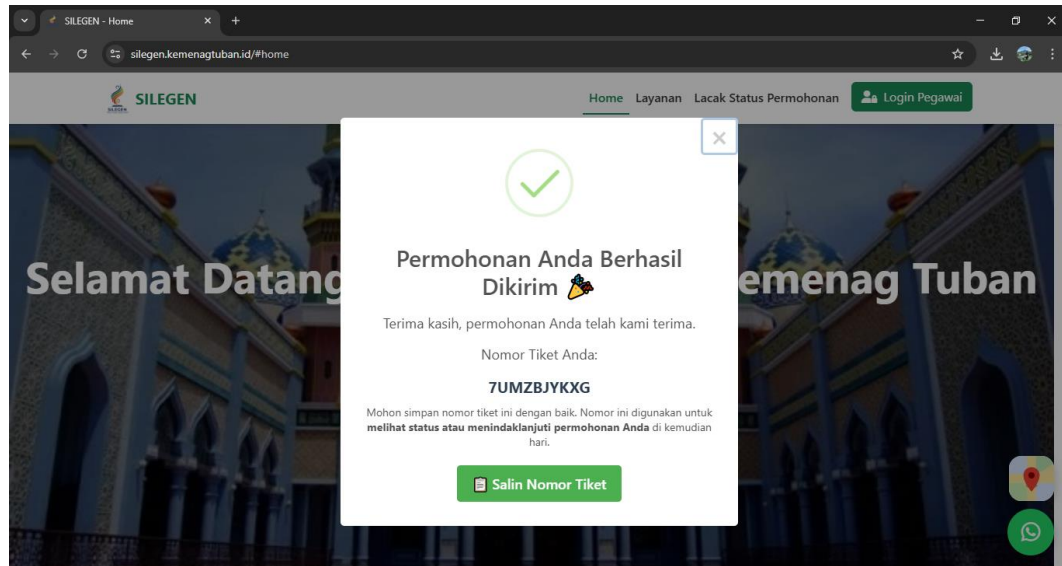 SILEGEN - Home
silegen.kemenagtuban.id/#home
SILEGEN
Home Layanan Lacak Status Permohonan Login Pegawai
Selamat Datang emenag Tuban
Permohonan Anda Berhasil
Dikirim 🎉
Terima kasih, permohonan Anda telah kami terima.
Nomor Tiket Anda:
7UMZBJYKXG
Mohon simpan nomor tiket ini dengan baik. Nomor ini digunakan untuk
melihat status atau menindaklanjuti permohonan Anda di kemudian
hari.
📋 Salin Nomor Tiket